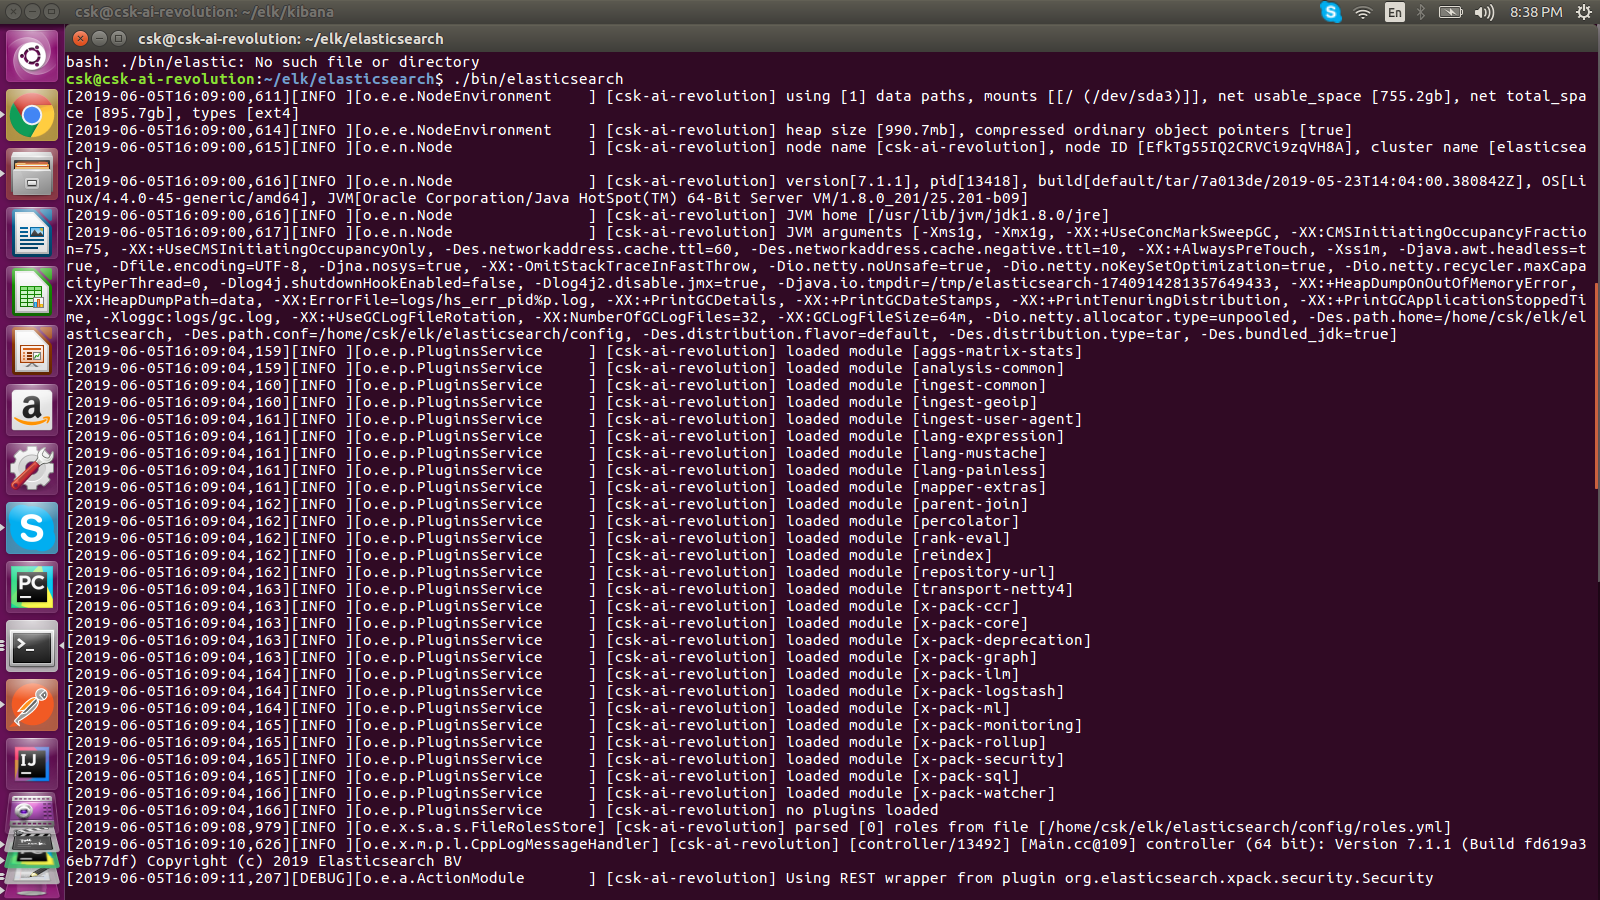 csk@csk-ai-revolution: ~/elk/kibana
En
8:38 PM
csk@csk-ai-revolution: ~/elk/elasticsearch
bash: ./bin/elastic: No such file or directory
csk@csk-ai-revolution:~/elk/elasticsearch$ ./bin/elasticsearch
[2019-06-05T16:09:00,611][INFO ][o.e.e.NodeEnvironment    ] [csk-ai-revolution] using [1] data paths, mounts [[/ (/dev/sda3)]], net usable_space [755.2gb], net total_spa
ce [895.7gb], types [ext4]
[2019-06-05T16:09:00,614][INFO ][o.e.e.NodeEnvironment    ] [csk-ai-revolution] heap size [990.7mb], compressed ordinary object pointers [true]
[2019-06-05T16:09:00,615][INFO ][o.e.n.Node               ] [csk-ai-revolution] node name [csk-ai-revolution], node ID [EfkTg55IQ2CRVCi9zqVH8A], cluster name [elasticsea
rch]
[2019-06-05T16:09:00,616][INFO ][o.e.n.Node               ] [csk-ai-revolution] version[7.1.1], pid[13418], build[default/tar/7a013de/2019-05-23T14:04:00.380842Z], OS[Li
nux/4.4.0-45-generic/amd64], JVM[Oracle Corporation/Java HotSpot(TM) 64-Bit Server VM/1.8.0_201/25.201-b09]
[2019-06-05T16:09:00,616][INFO ][o.e.n.Node               ] [csk-ai-revolution] JVM home [/usr/lib/jvm/jdk1.8.0/jre]
[2019-06-05T16:09:00,617][INFO ][o.e.n.Node               ] [csk-ai-revolution] JVM arguments [-Xms1g, -Xmx1g, -XX:+UseConcMarkSweepGC, -XX:CMSInitiatingOccupancyFractio
n=75, -XX:+UseCMSInitiatingOccupancyOnly, -Des.networkaddress.cache.ttl=60, -Des.networkaddress.cache.negative.ttl=10, -XX:+AlwaysPreTouch, -Xss1m, -Djava.awt.headless=t
rue, -Dfile.encoding=UTF-8, -Djna.nosys=true, -XX:-OmitStackTraceInFastThrow, -Dio.netty.noUnsafe=true, -Dio.netty.noKeySetOptimization=true, -Dio.netty.recycler.maxCapa
cityPerThread=0, -Dlog4j.shutdownHookEnabled=false, -Dlog4j2.disable.jmx=true, -Djava.io.tmpdir=/tmp/elasticsearch-1740914281357649433, -XX:+HeapDumpOnOutOfMemoryError,
-XX:HeapDumpPath=data, -XX:ErrorFile=logs/hs_err_pid%p.log, -XX:+PrintGCDetails, -XX:+PrintGCDateStamps, -XX:+PrintTenuringDistribution, -XX:+PrintGCApplicationStoppedTi
me, -Xloggc:logs/gc.log, -XX:+UseGCLogFileRotation, -XX:NumberOfGCLogFiles=32, -XX:GCLogFileSize=64m, -Dio.netty.allocator.type=unpooled, -Des.path.home=/home/csk/elk/el
asticsearch, -Des.path.conf=/home/csk/elk/elasticsearch/config, -Des.distribution.flavor=default, -Des.distribution.type=tar, -Des.bundled_jdk=true]
[2019-06-05T16:09:04,159][INFO ][o.e.p.PluginsService     ] [csk-ai-revolution] loaded module [aggs-matrix-stats]
[2019-06-05T16:09:04,159][INFO ][o.e.p.PluginsService     ] [csk-ai-revolution] loaded module [analysis-common]
[2019-06-05T16:09:04,160][INFO ][o.e.p.PluginsService     ] [csk-ai-revolution] loaded module [ingest-common]
[2019-06-05T16:09:04,160][INFO ][o.e.p.PluginsService     ] [csk-ai-revolution] loaded module [ingest-geoip]
[2019-06-05T16:09:04,161][INFO ][o.e.p.PluginsService     ] [csk-ai-revolution] loaded module [ingest-user-agent]
[2019-06-05T16:09:04,161][INFO ][o.e.p.PluginsService     ] [csk-ai-revolution] loaded module [lang-expression]
[2019-06-05T16:09:04,161][INFO ][o.e.p.PluginsService     ] [csk-ai-revolution] loaded module [lang-mustache]
[2019-06-05T16:09:04,161][INFO ][o.e.p.PluginsService     ] [csk-ai-revolution] loaded module [lang-painless]
[2019-06-05T16:09:04,161][INFO ][o.e.p.PluginsService     ] [csk-ai-revolution] loaded module [mapper-extras]
[2019-06-05T16:09:04,162][INFO ][o.e.p.PluginsService     ] [csk-ai-revolution] loaded module [parent-join]
[2019-06-05T16:09:04,162][INFO ][o.e.p.PluginsService     ] [csk-ai-revolution] loaded module [percolator]
[2019-06-05T16:09:04,162][INFO ][o.e.p.PluginsService     ] [csk-ai-revolution] loaded module [rank-eval]
[2019-06-05T16:09:04,162][INFO ][o.e.p.PluginsService     ] [csk-ai-revolution] loaded module [reindex]
[2019-06-05T16:09:04,162][INFO ][o.e.p.PluginsService     ] [csk-ai-revolution] loaded module [repository-url]
[2019-06-05T16:09:04,163][INFO ][o.e.p.PluginsService     ] [csk-ai-revolution] loaded module [transport-netty4]
[2019-06-05T16:09:04,163][INFO ][o.e.p.PluginsService     ] [csk-ai-revolution] loaded module [x-pack-ccr]
[2019-06-05T16:09:04,163][INFO ][o.e.p.PluginsService     ] [csk-ai-revolution] loaded module [x-pack-core]
[2019-06-05T16:09:04,163][INFO ][o.e.p.PluginsService     ] [csk-ai-revolution] loaded module [x-pack-deprecation]
[2019-06-05T16:09:04,163][INFO ][o.e.p.PluginsService     ] [csk-ai-revolution] loaded module [x-pack-graph]
[2019-06-05T16:09:04,164][INFO ][o.e.p.PluginsService     ] [csk-ai-revolution] loaded module [x-pack-ilm]
[2019-06-05T16:09:04,164][INFO ][o.e.p.PluginsService     ] [csk-ai-revolution] loaded module [x-pack-logstash]
[2019-06-05T16:09:04,164][INFO ][o.e.p.PluginsService     ] [csk-ai-revolution] loaded module [x-pack-ml]
[2019-06-05T16:09:04,165][INFO ][o.e.p.PluginsService     ] [csk-ai-revolution] loaded module [x-pack-monitoring]
[2019-06-05T16:09:04,165][INFO ][o.e.p.PluginsService     ] [csk-ai-revolution] loaded module [x-pack-rollup]
[2019-06-05T16:09:04,165][INFO ][o.e.p.PluginsService     ] [csk-ai-revolution] loaded module [x-pack-security]
[2019-06-05T16:09:04,165][INFO ][o.e.p.PluginsService     ] [csk-ai-revolution] loaded module [x-pack-sql]
[2019-06-05T16:09:04,166][INFO ][o.e.p.PluginsService     ] [csk-ai-revolution] loaded module [x-pack-watcher]
[2019-06-05T16:09:04,166][INFO ][o.e.p.PluginsService     ] [csk-ai-revolution] no plugins loaded
[2019-06-05T16:09:08,979][INFO ][o.e.x.s.a.s.FileRolesStore] [csk-ai-revolution] parsed [0] roles from file [/home/csk/elk/elasticsearch/config/roles.yml]
[2019-06-05T16:09:10,626][INFO ][o.e.x.m.p.l.CppLogMessageHandler] [csk-ai-revolution] [controller/13492] [Main.cc@109] controller (64 bit): Version 7.1.1 (Build fd619a3
6eb77df) Copyright (c) 2019 Elasticsearch BV
[2019-06-05T16:09:11,207][DEBUG][o.e.a.ActionModule       ] [csk-ai-revolution] Using REST wrapper from plugin org.elasticsearch.xpack.security.Security